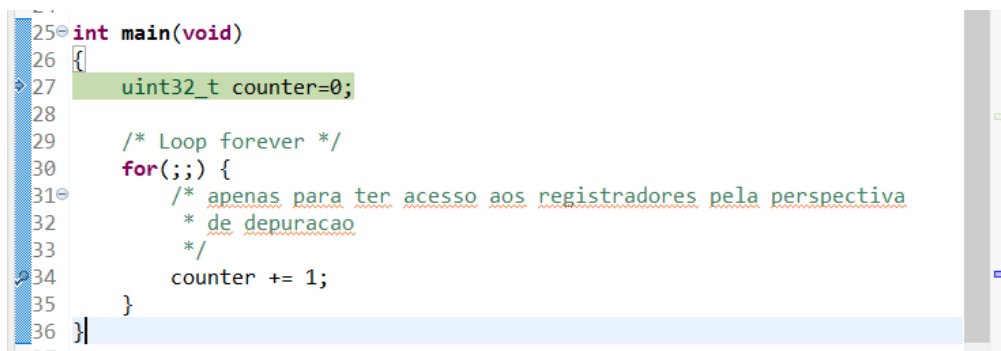 25 int main(void)
26 {
27 uint32_t counter=0;
28
29 /* Loop forever */
30 for(;;) {
31 /* apenas para ter acesso aos registradores pela perspectiva
32 * de depuracao
33 */
34 counter += 1;
35 }
36 }